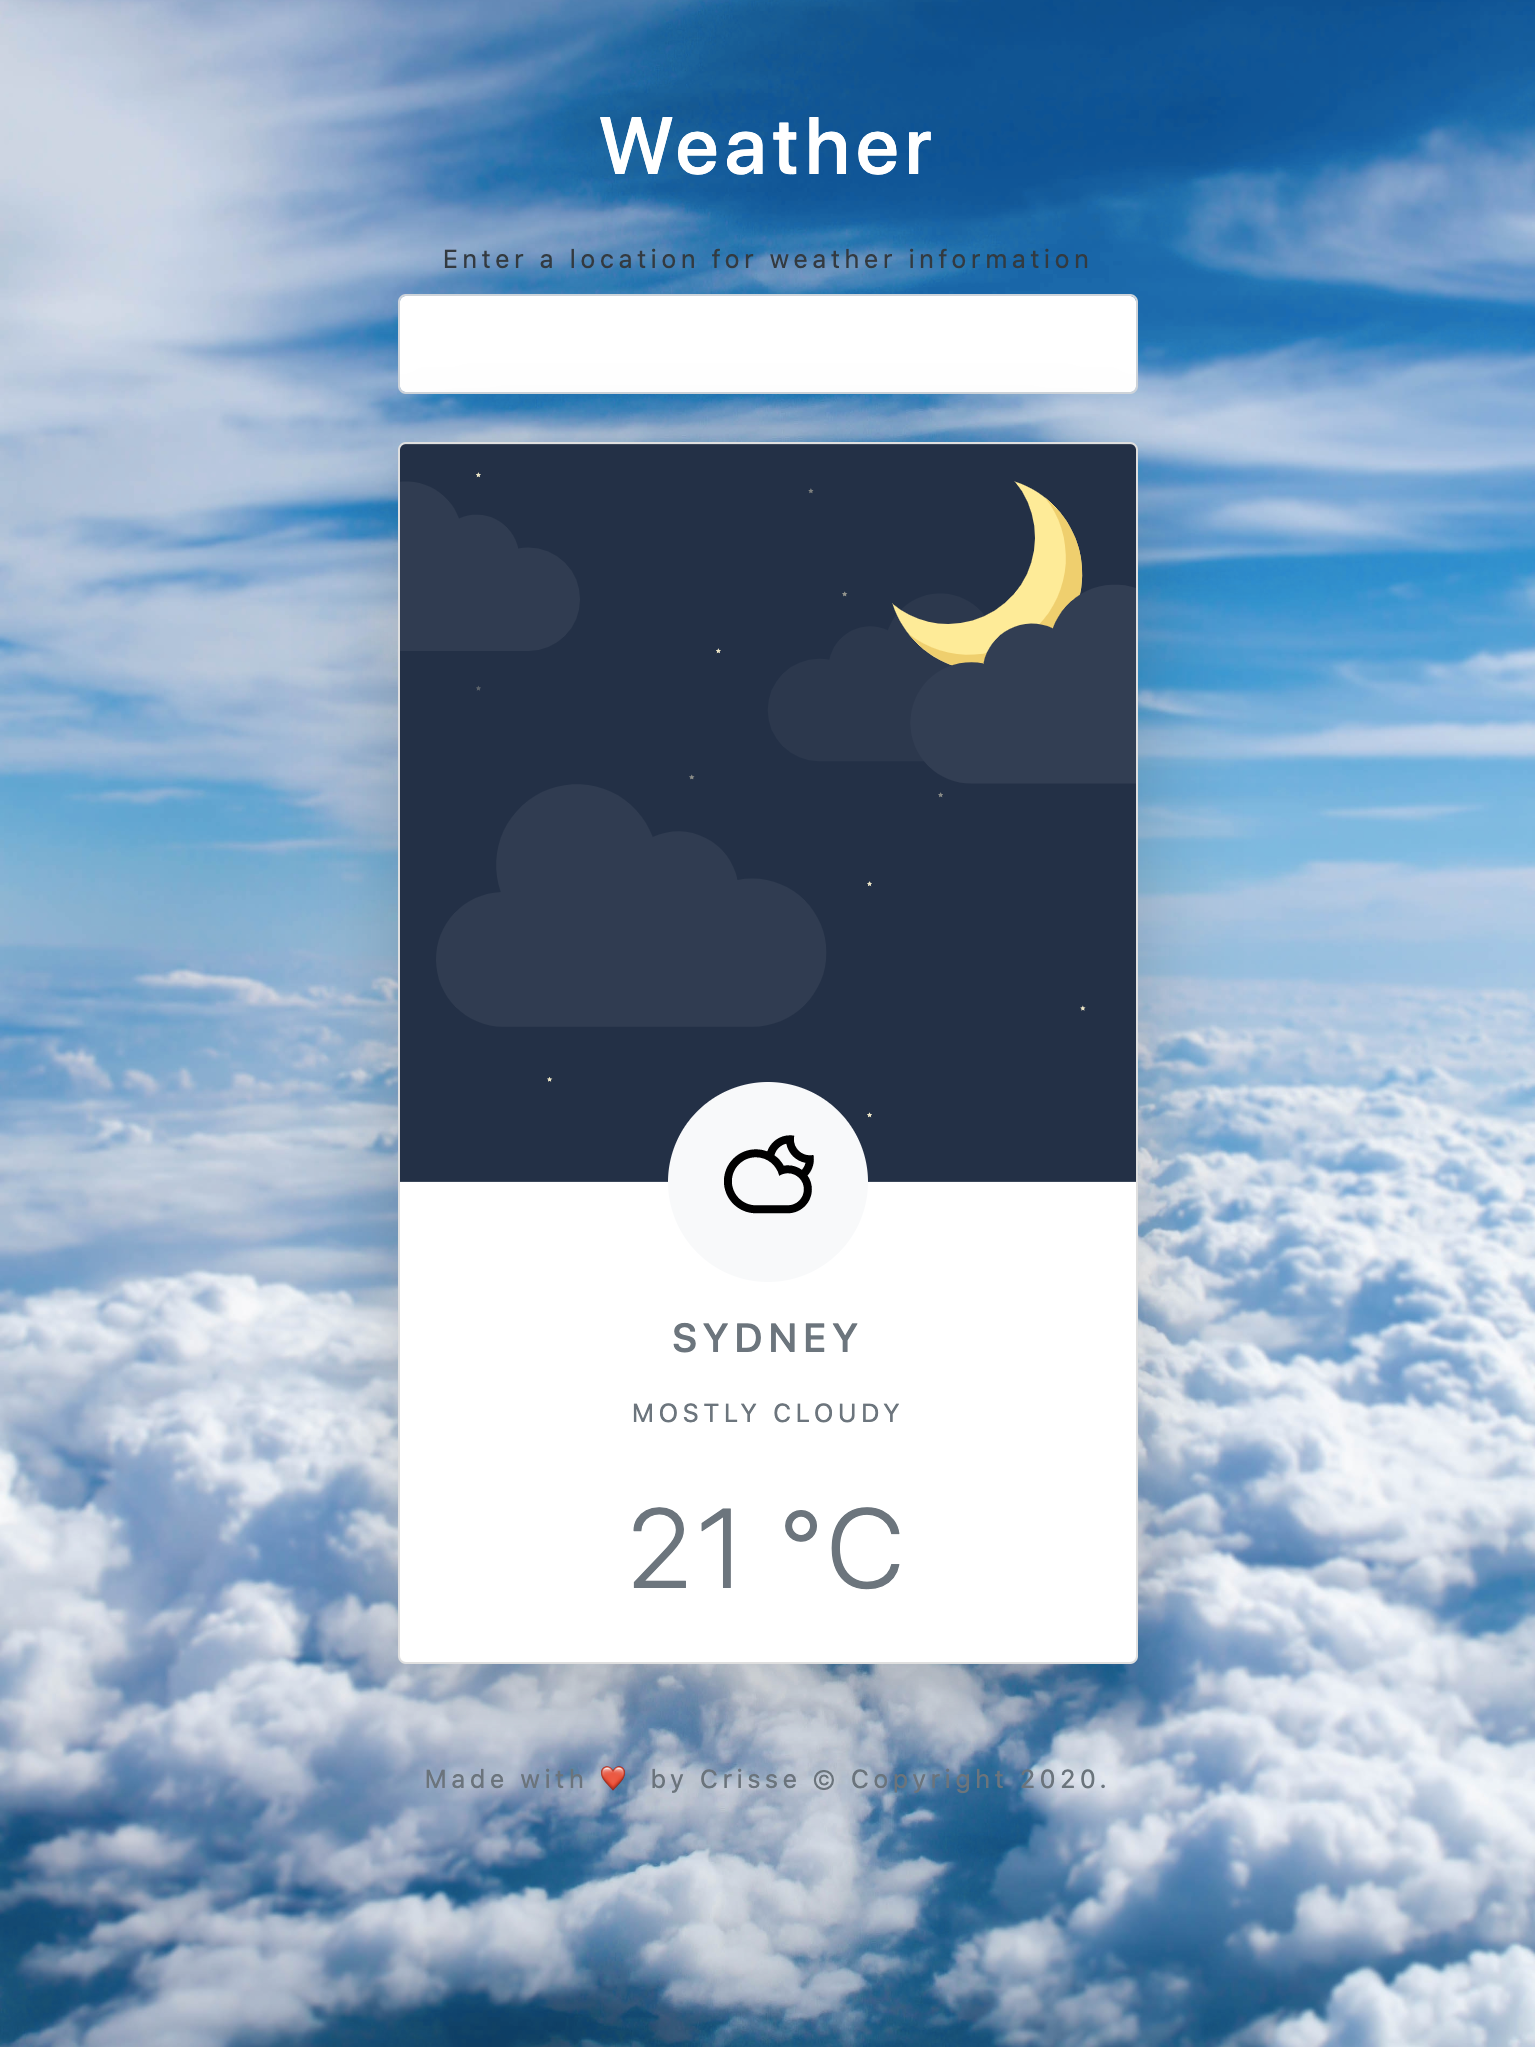 Weather
Enter a location for weather information
SYDNEY
MOSTLY CLOUDY
21 °C
Made with ❤️ by Crisse © Copyright 2020.